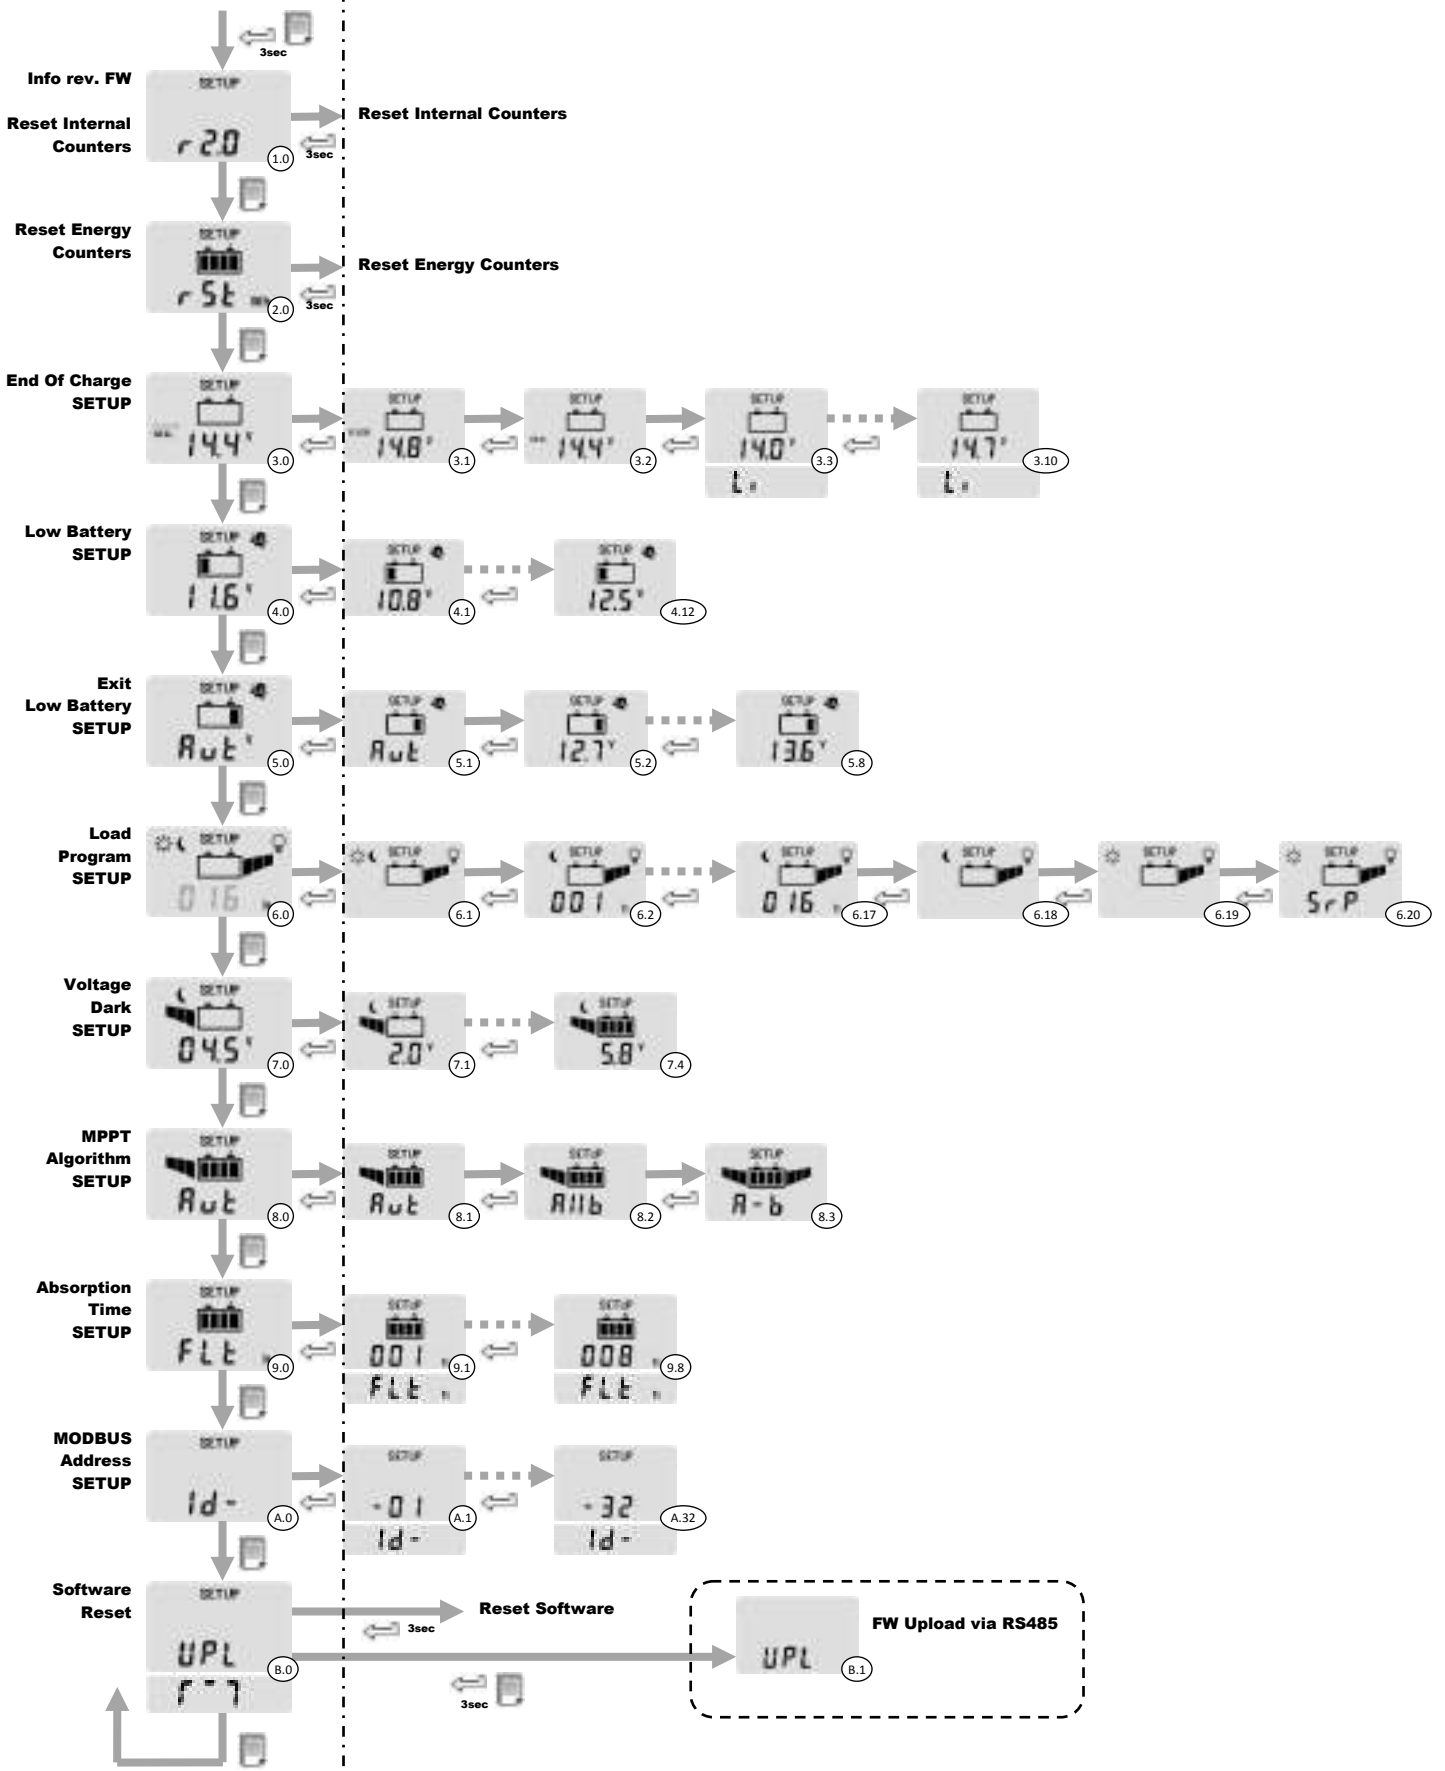 3sec
Info rev. FW
SETUP
Reset Internal
Counters
r 2.0
1.0
3sec
Reset Internal Counters
Reset Energy
Counters
SETUP
rSt
2.0
3sec
Reset Energy Counters
End Of Charge
SETUP
SETUP
14.4 V
3.0
SETUP
14.8
3.1
SETUP
14.4
3.2
SETUP
14.0
3.3
SETUP
14.7
3.10
Low Battery
SETUP
SETUP
11.6 V
4.0
SETUP
10.8 V
4.1
SETUP
12.5 V
4.12
Exit
Low Battery
SETUP
SETUP
Aut V
5.0
SETUP
Aut
5.1
SETUP
12.7 V
5.2
SETUP
13.6 V
5.8
Load
Program
SETUP
SETUP
016
6.0
SETUP
6.1
SETUP
001
6.2
SETUP
016
6.17
SETUP
6.18
SETUP
6.19
SETUP
SrP
6.20
Voltage
Dark
SETUP
SETUP
04.5 V
7.0
SETUP
2.0 V
7.1
SETUP
5.8 V
7.4
MPPT
Algorithm
SETUP
SETUP
Aut
8.0
SETUP
Aut
8.1
SETUP
A11b
8.2
SETUP
A-b
8.3
Absorption
Time
SETUP
SETUP
FLt
9.0
SETUP
001
FLt
9.1
SETUP
008
FLt
9.8
MODBUS
Address
SETUP
SETUP
Id-
A.0
SETUP
-01
Id-
A.1
SETUP
-32
Id-
A.32
Software
Reset
SETUP
UPL
B.0
3sec
Reset Software
3sec
UPL
B.1
FW Upload via RS485